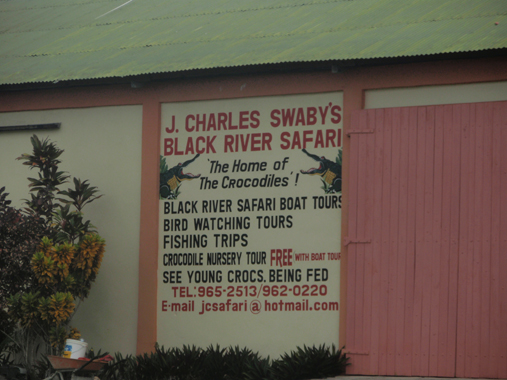 J. CHARLES SWABY'S
BLACK RIVER SAFARI
'The Home of
The Crocodiles'!
BLACK RIVER SAFARI BOAT TOURS
BIRD WATCHING TOURS
FISHING TRIPS
CROCODILE NURSERY TOUR FREE WITH BOAT TOUR
SEE YOUNG CROCS. BEING FED
TEL: 965-2513/962-0220
E-mail jcsafari@hotmail.com